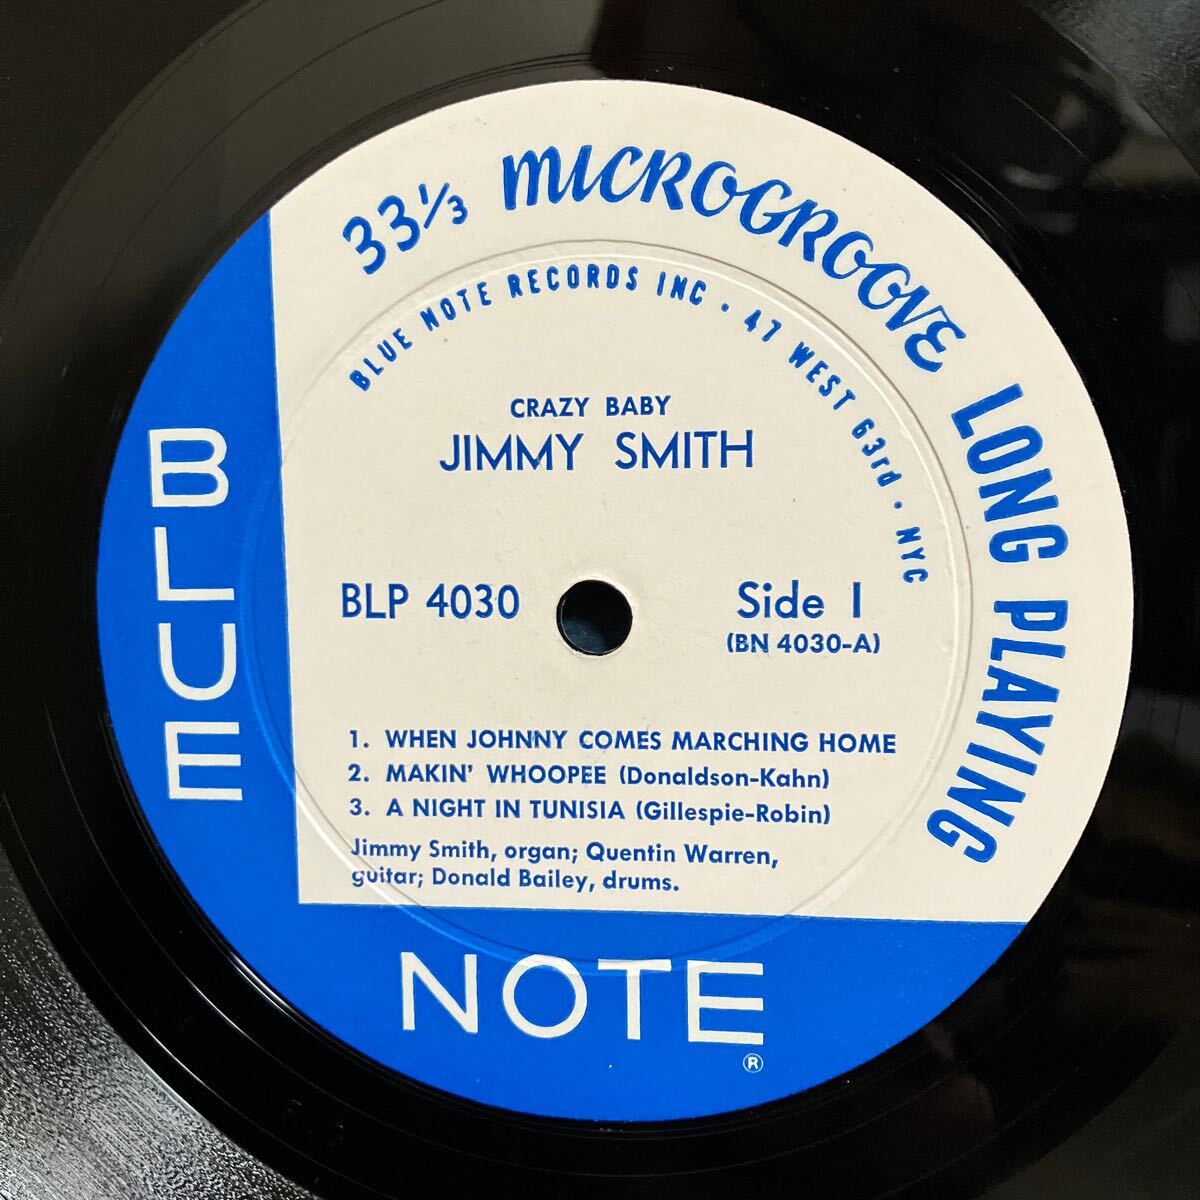 33⅓ MICROGROOVE LONG PLAYING
BLUE NOTE RECORDS INC · 47 WEST 63rd · NYC
CRAZY BABY
JIMMY SMITH
BLP 4030
Side 1
(BN 4030-A)
1. WHEN JOHNNY COMES MARCHING HOME
2. MAKIN' WHOOPEE (Donaldson-Kahn)
3. A NIGHT IN TUNISIA (Gillespie-Robin)
Jimmy Smith, organ; Quentin Warren,
guitar; Donald Bailey, drums.
BLUE
NOTE
®